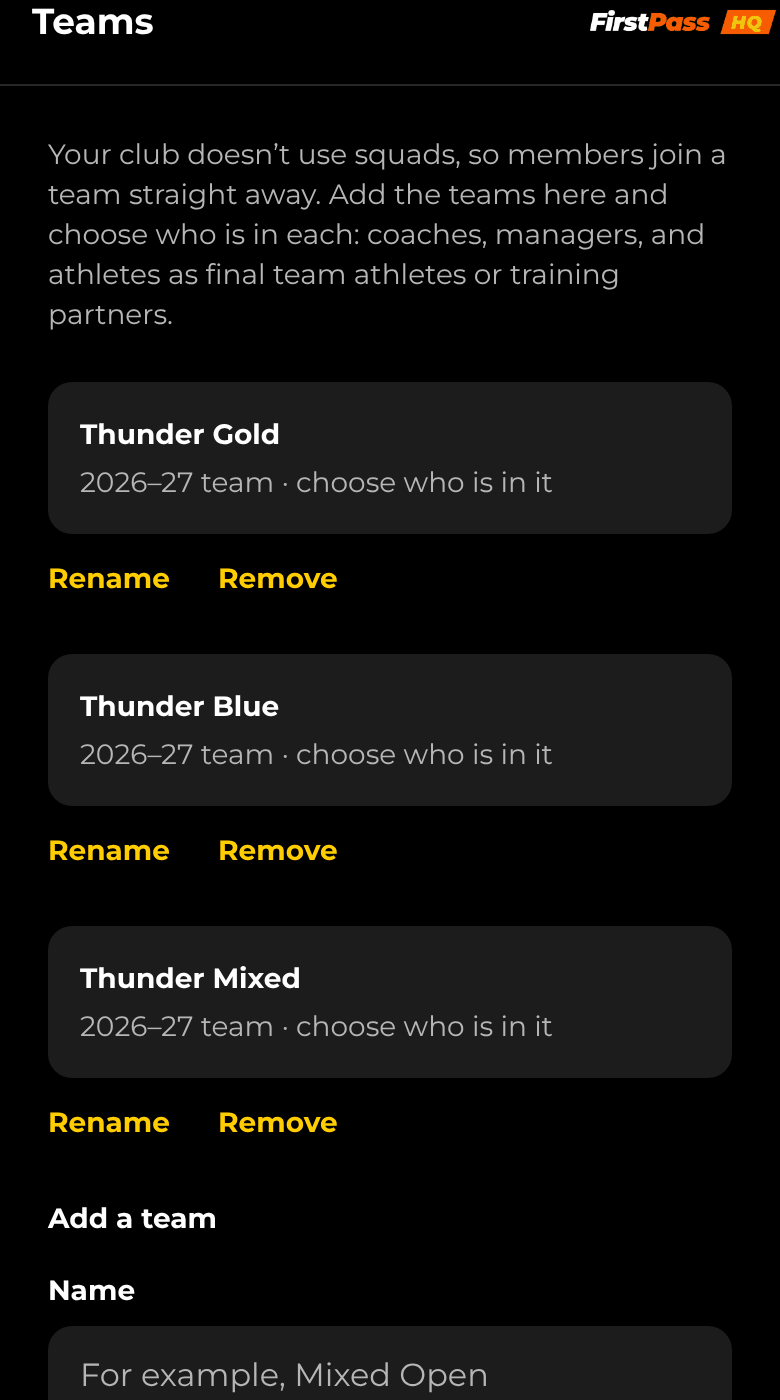 Teams
FirstPass HQ
Your club doesn’t use squads, so members join a
team straight away. Add the teams here and
choose who is in each: coaches, managers, and
athletes as final team athletes or training
partners.
Thunder Gold
2026–27 team · choose who is in it
Rename Remove
Thunder Blue
2026–27 team · choose who is in it
Rename Remove
Thunder Mixed
2026–27 team · choose who is in it
Rename Remove
Add a team
Name
For example, Mixed Open